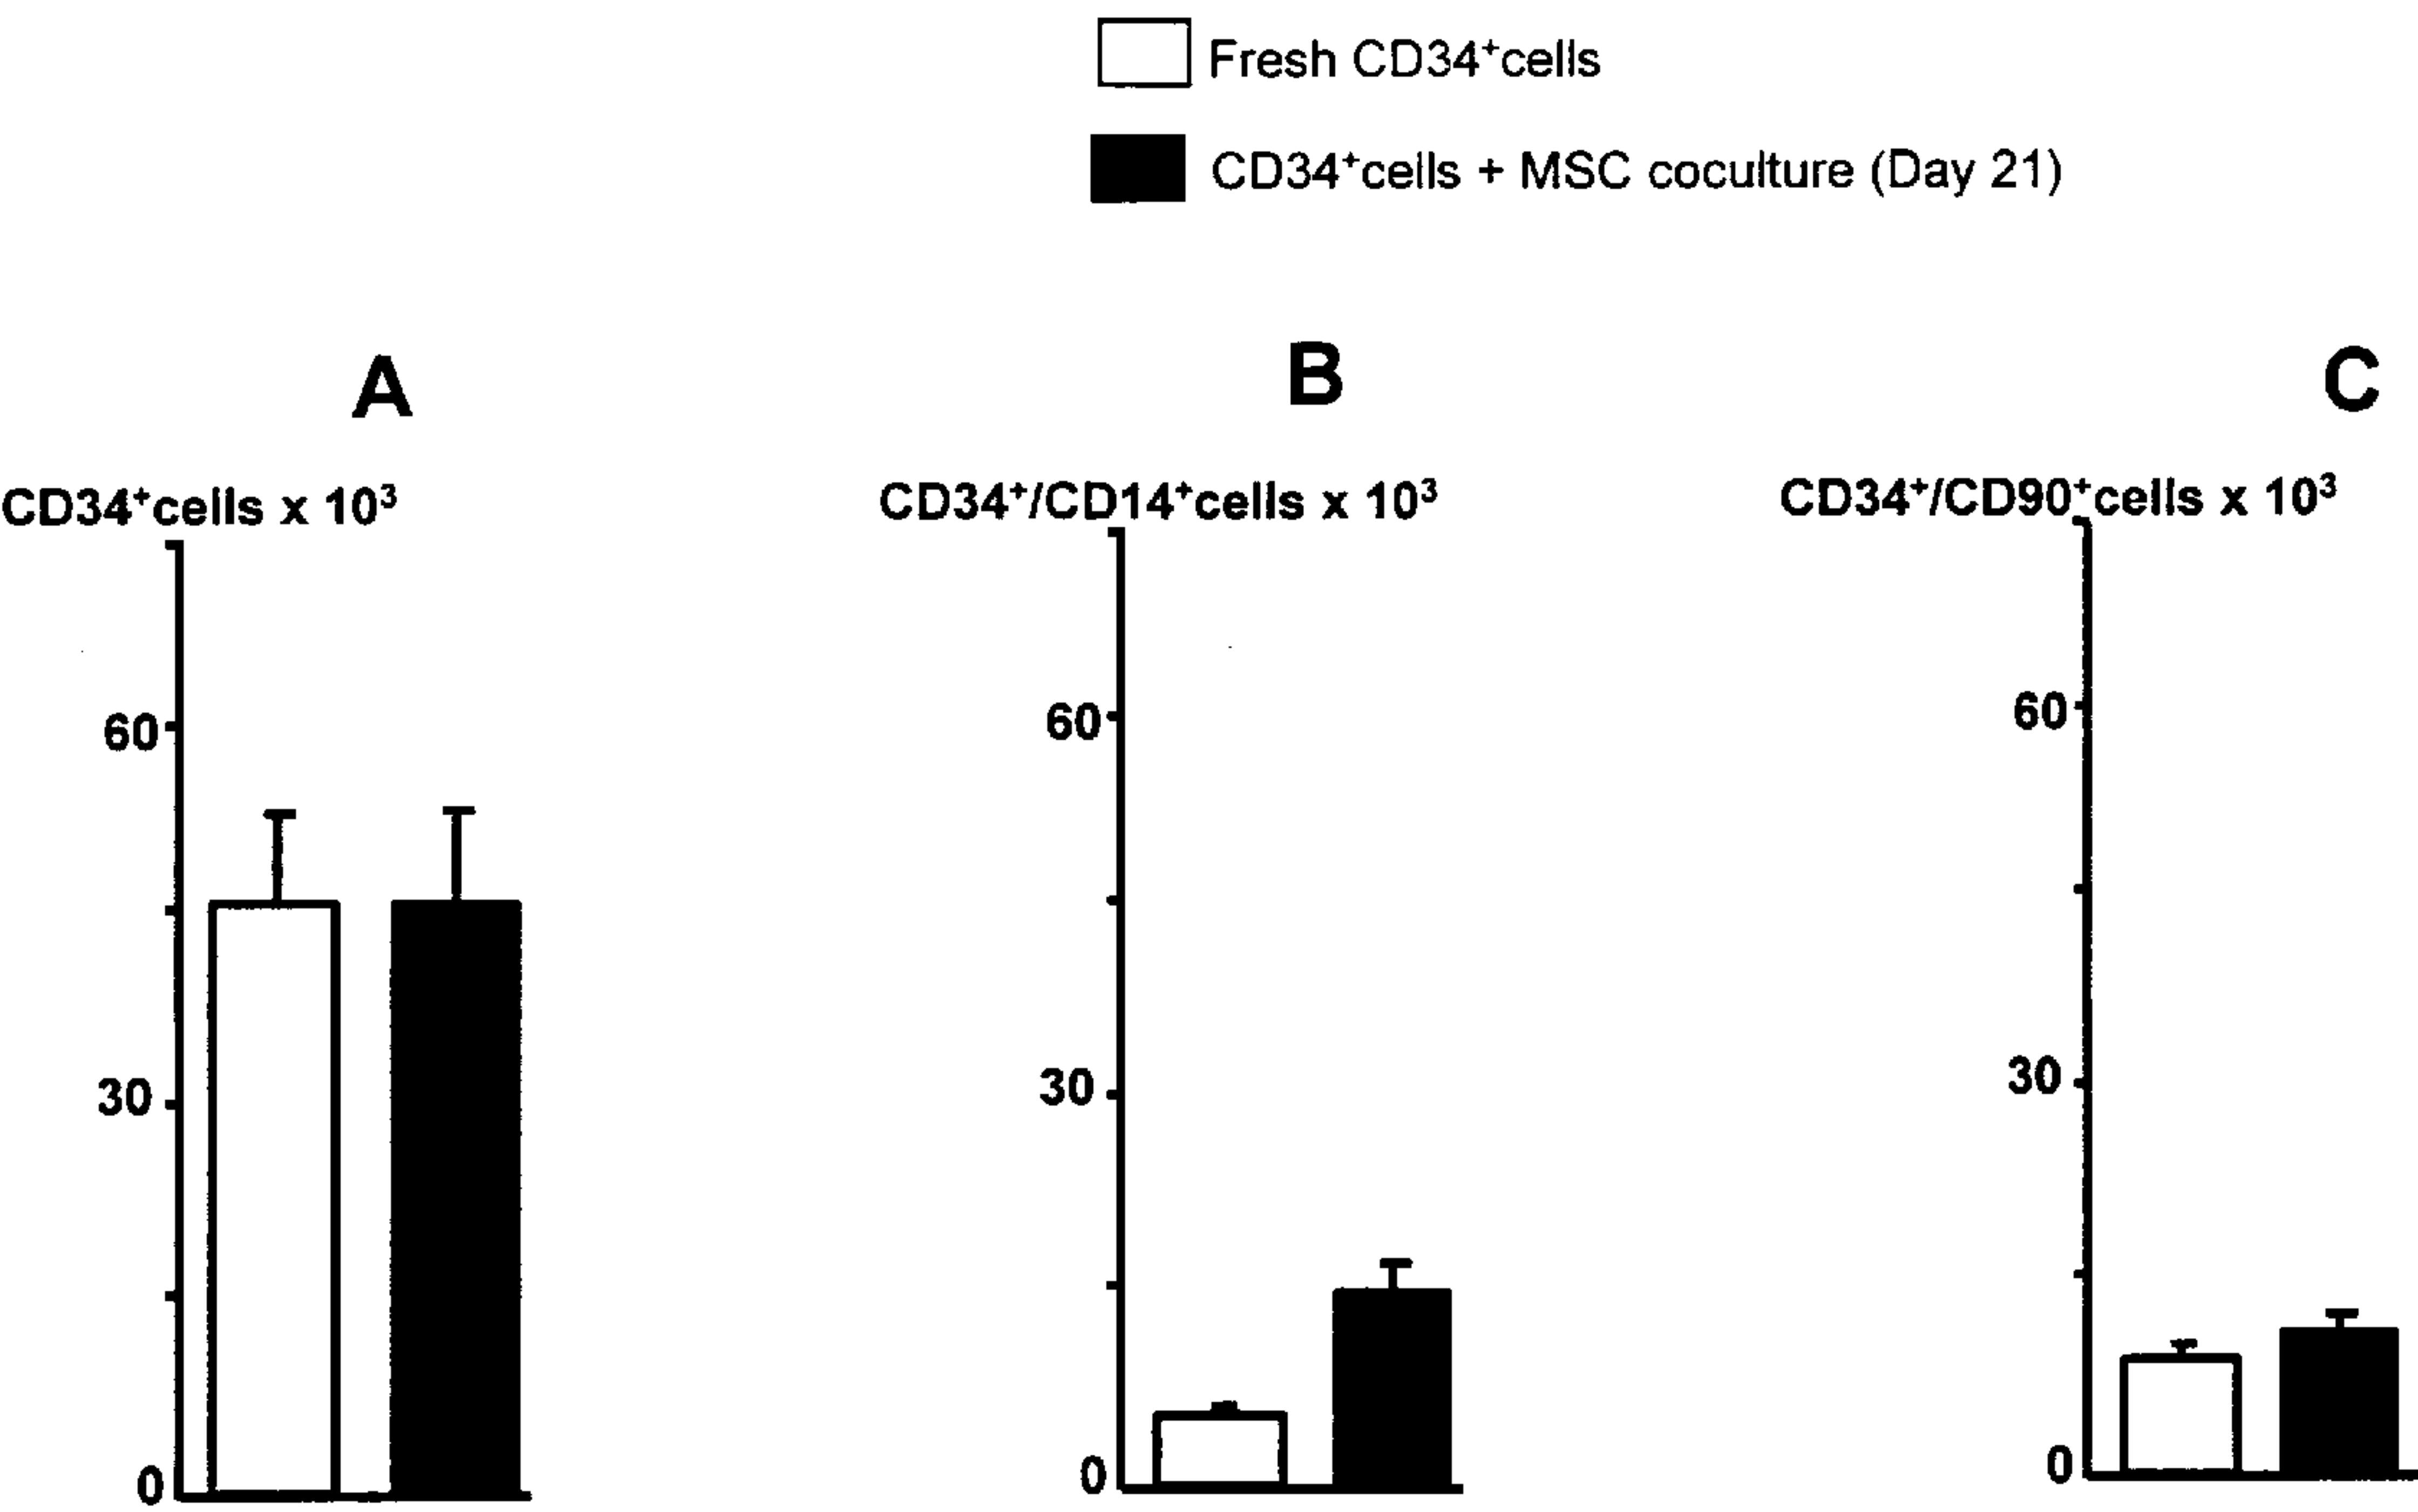 Fresh CD34⁺cells
CD34⁺cells + MSC coculture (Day 21)
A
B
C
CD34⁺cells x 10³
CD34⁺/CD14⁺cells x 10³
CD34⁺/CD90⁺cells x 10³
60
30
0
60
30
0
60
30
0